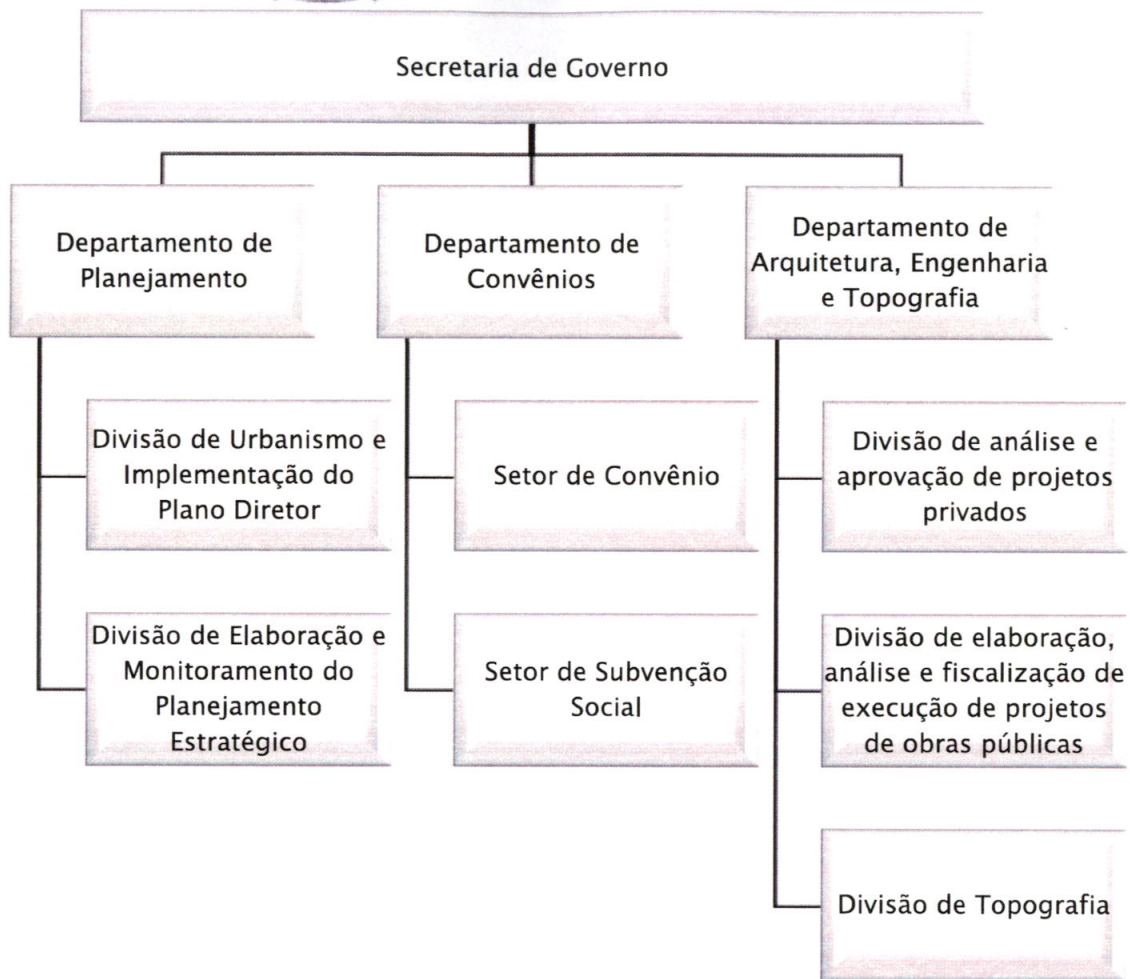 Secretaria de Governo
Departamento de
Planejamento
Departamento de
Convênios
Departamento de
Arquitetura, Engenharia
e Topografia
Divisão de Urbanismo e
Implementação do
Plano Diretor
Setor de Convênio
Divisão de análise e
aprovação de projetos
privados
Divisão de Elaboração e
Monitoramento do
Planejamento
Estratégico
Setor de Subvenção
Social
Divisão de elaboração,
análise e fiscalização de
execução de projetos
de obras públicas
Divisão de Topografia